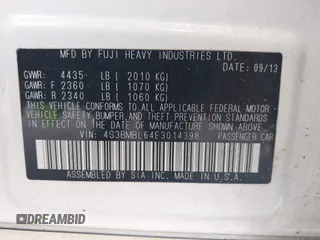 MFD BY FUJI HEAVY INDUSTRIES LTD.
DATE: 09/13
GVWR: 4435 LB ( 2010 KG)
GAWR: F 2360 LB ( 1070 KG)
GAWR: R 2340 LB ( 1060 KG)
THIS VEHICLE CONFORMS TO ALL APPLICABLE FEDERAL MOTOR
VEHICLE SAFETY, BUMPER, AND THEFT PREVENTION STANDARDS
IN EFFECT ON THE DATE OF MANUFACTURE SHOWN ABOVE.
VIN: 4S3BMBL64E3014398 PASSENGER CAR
ASSEMBLED BY SIA INC. MADE IN U.S.A.
DREAMBID